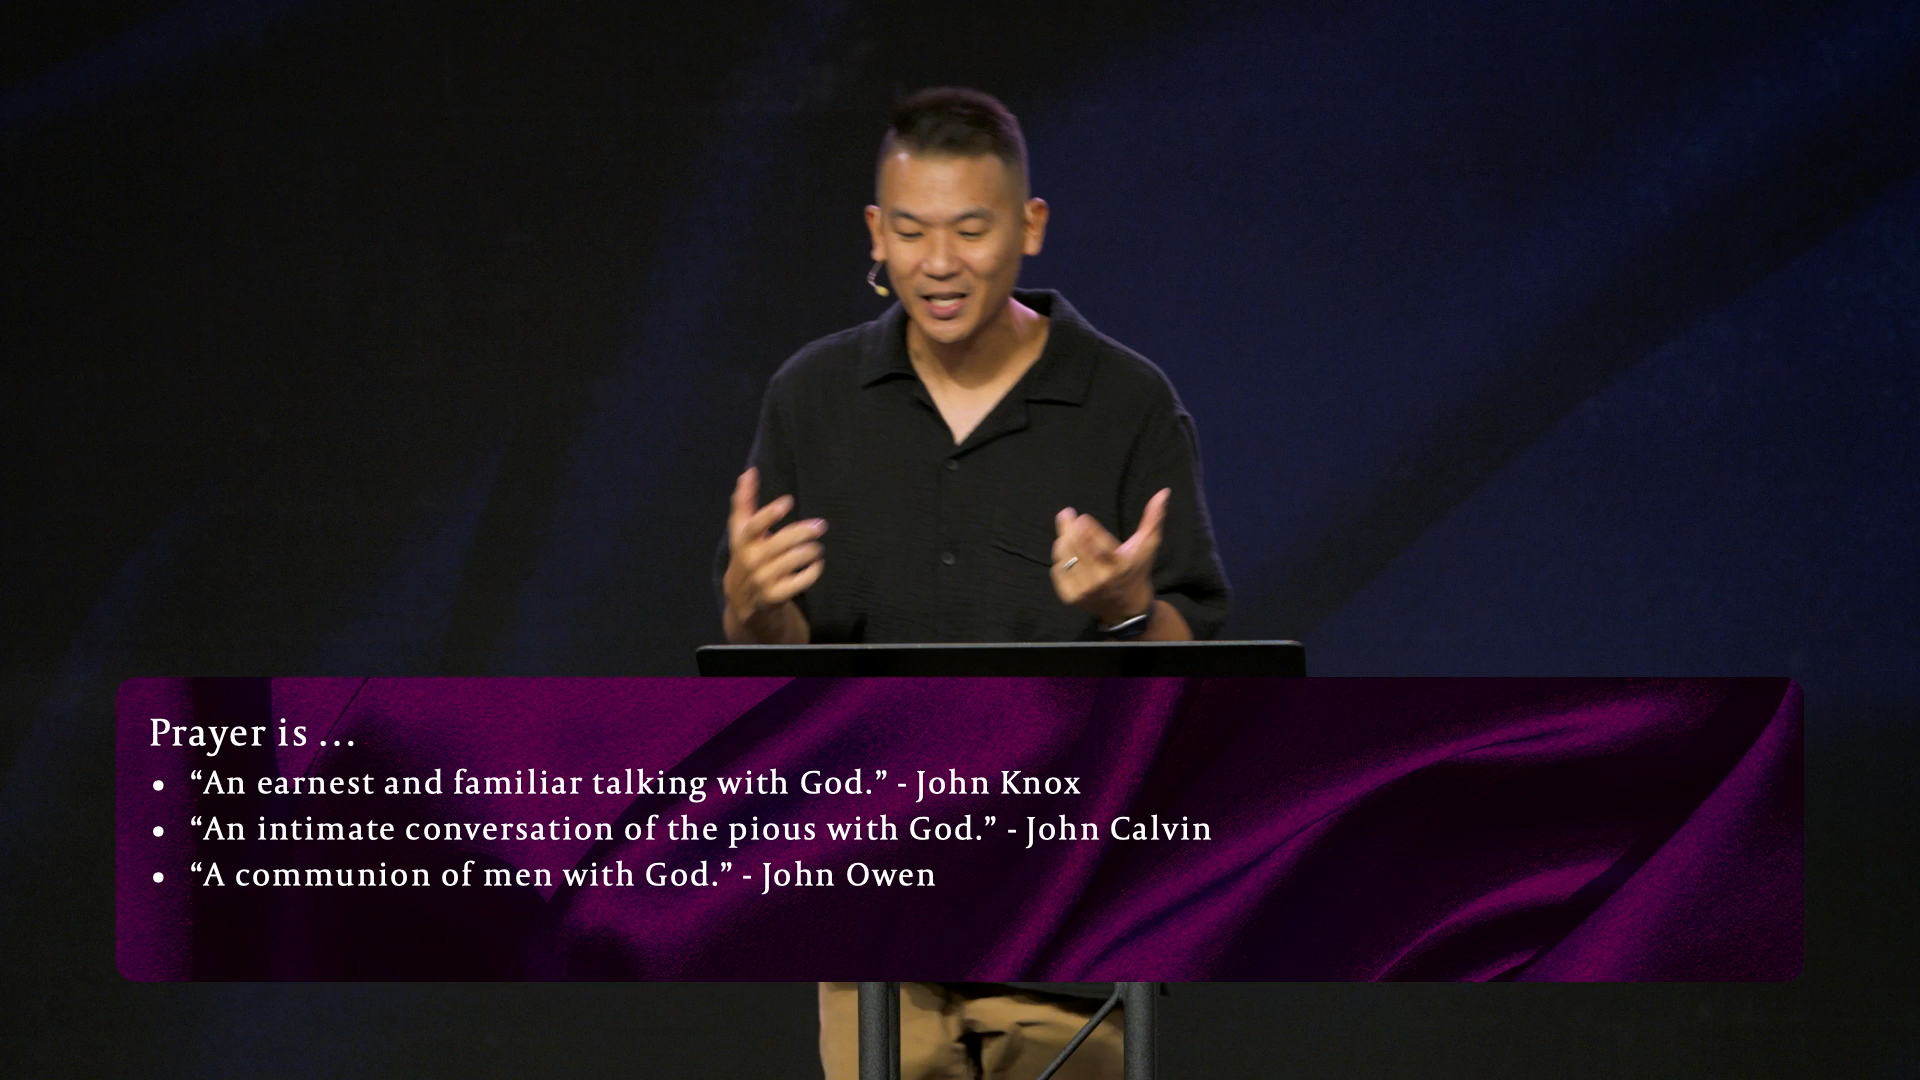 Prayer is ...
• “An earnest and familiar talking with God.” - John Knox
• “An intimate conversation of the pious with God.” - John Calvin
• “A communion of men with God.” - John Owen